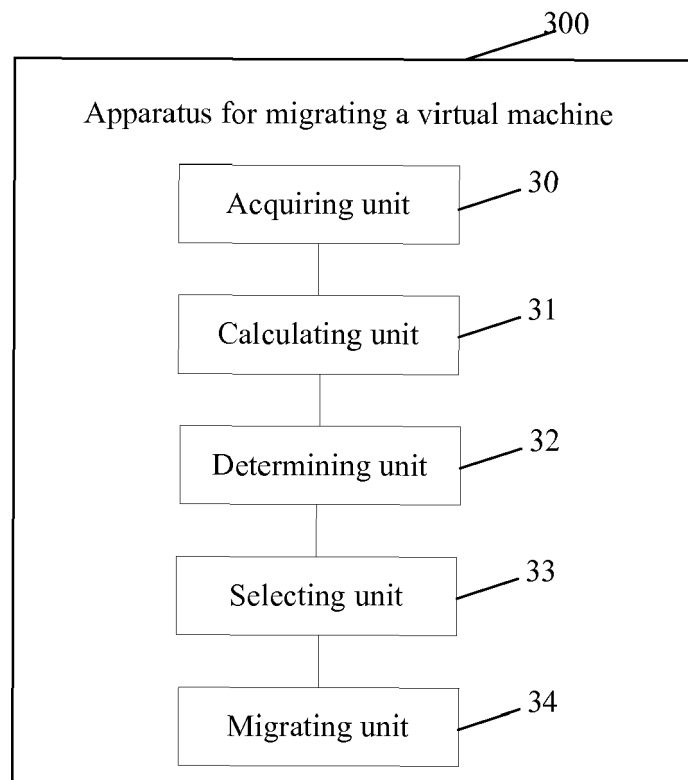 300
Apparatus for migrating a virtual machine
Acquiring unit
30
Calculating unit
31
Determining unit
32
Selecting unit
33
Migrating unit
34